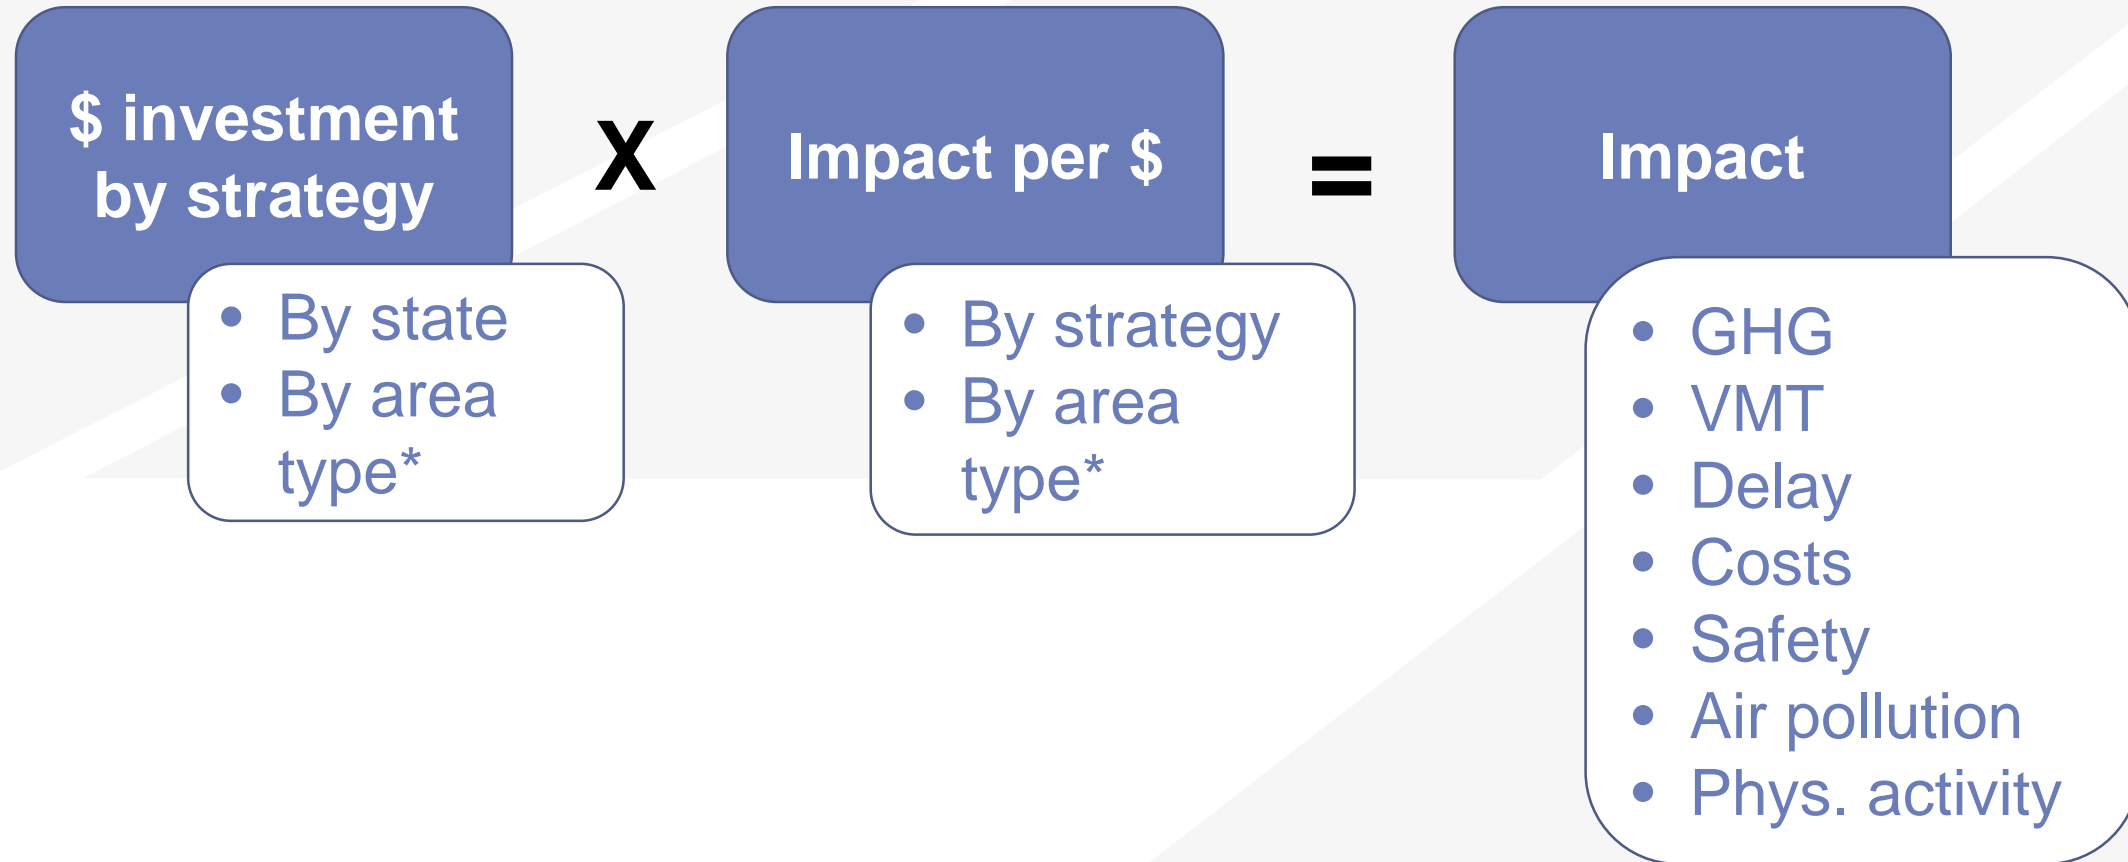 $ investment
by strategy
X
Impact per $
=
Impact
• By state
• By area
type*
• By strategy
• By area
type*
• GHG
• VMT
• Delay
• Costs
• Safety
• Air pollution
• Phys. activity